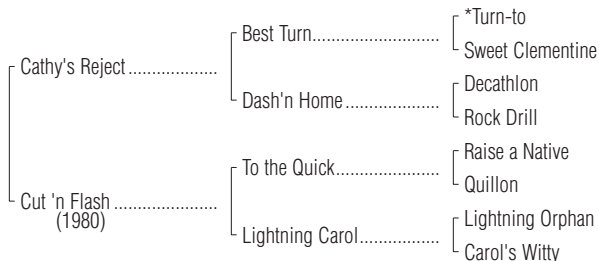 *Turn-to
Best Turn
Sweet Clementine
Cathy's Reject
Decathlon
Dash'n Home
Rock Drill
Raise a Native
To the Quick
Quillon
Cut 'n Flash
(1980)
Lightning Orphan
Lightning Carol
Carol's Witty